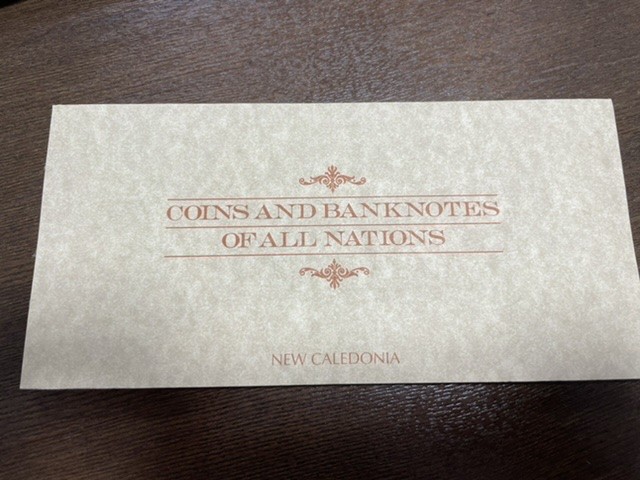 COINS AND BANKNOTES
OF ALL NATIONS
NEW CALEDONIA